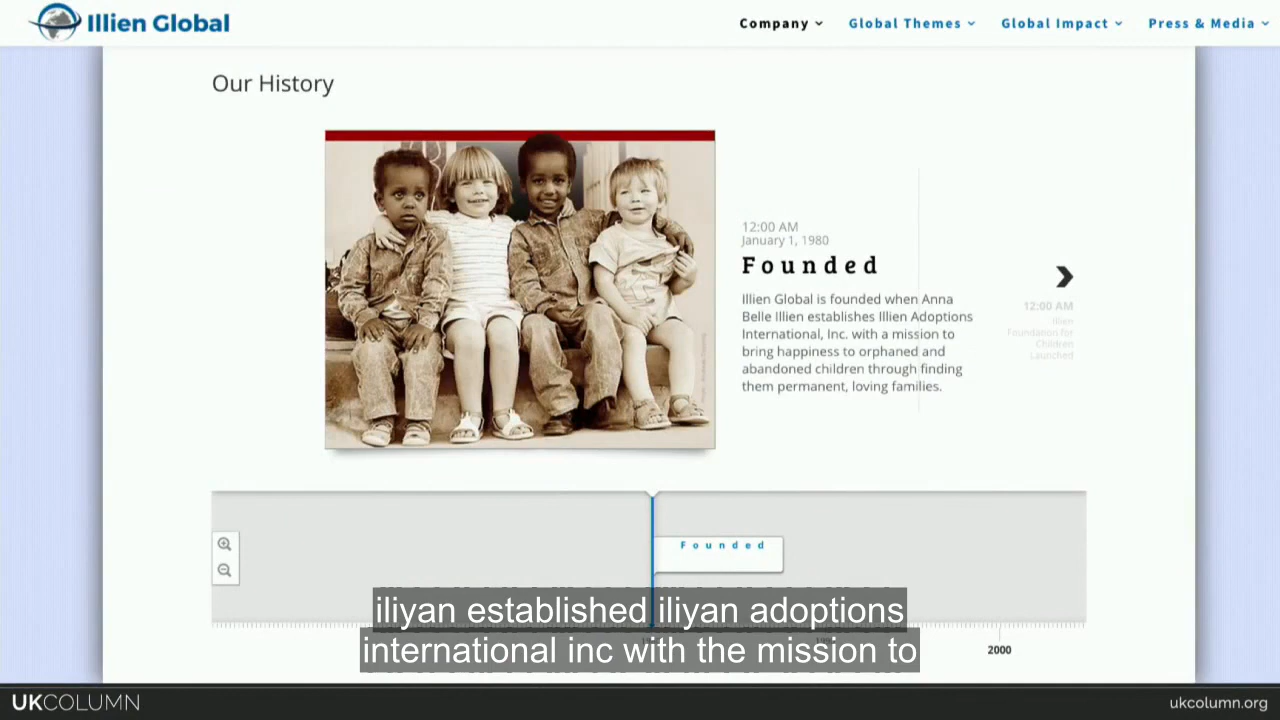 Illien Global
Company
Global Themes
Global Impact
Press & Media
Our History
12:00 AM
January 1, 1980
Founded
Illien Global is founded when Anna
Belle Illien establishes Illien Adoptions
International, Inc. with a mission to
bring happiness to orphaned and
abandoned children through finding
them permanent, loving families.
12:00 AM
Illien
Foundation for
Children
Launched
Founded
iliyan established iliyan adoptions
international inc with the mission to
2000
UKCOLUMN
ukcolumn.org